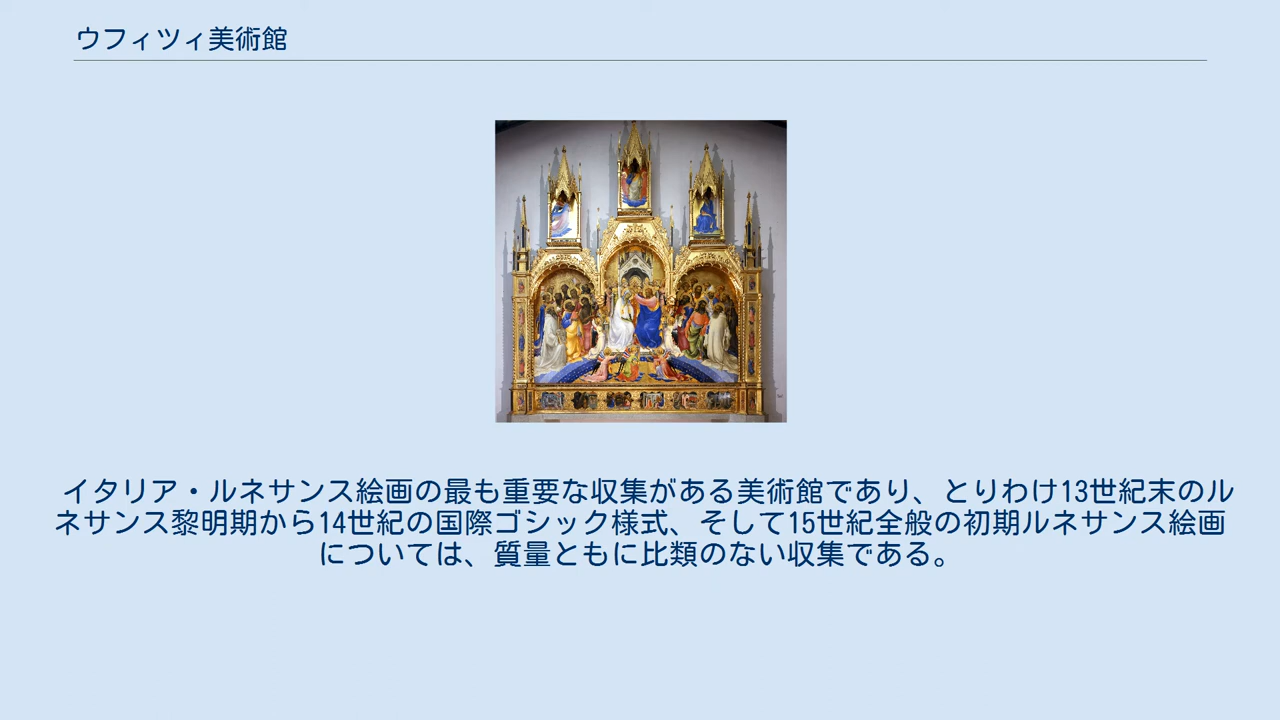 ウフィツィ美術館
イタリア・ルネサンス絵画の最も重要な収集がある美術館であり、とりわけ13世紀末のル
ネサンス黎明期から14世紀の国際ゴシック様式、そして15世紀全般の初期ルネサンス絵画
については、質量ともに比類のない収集である。